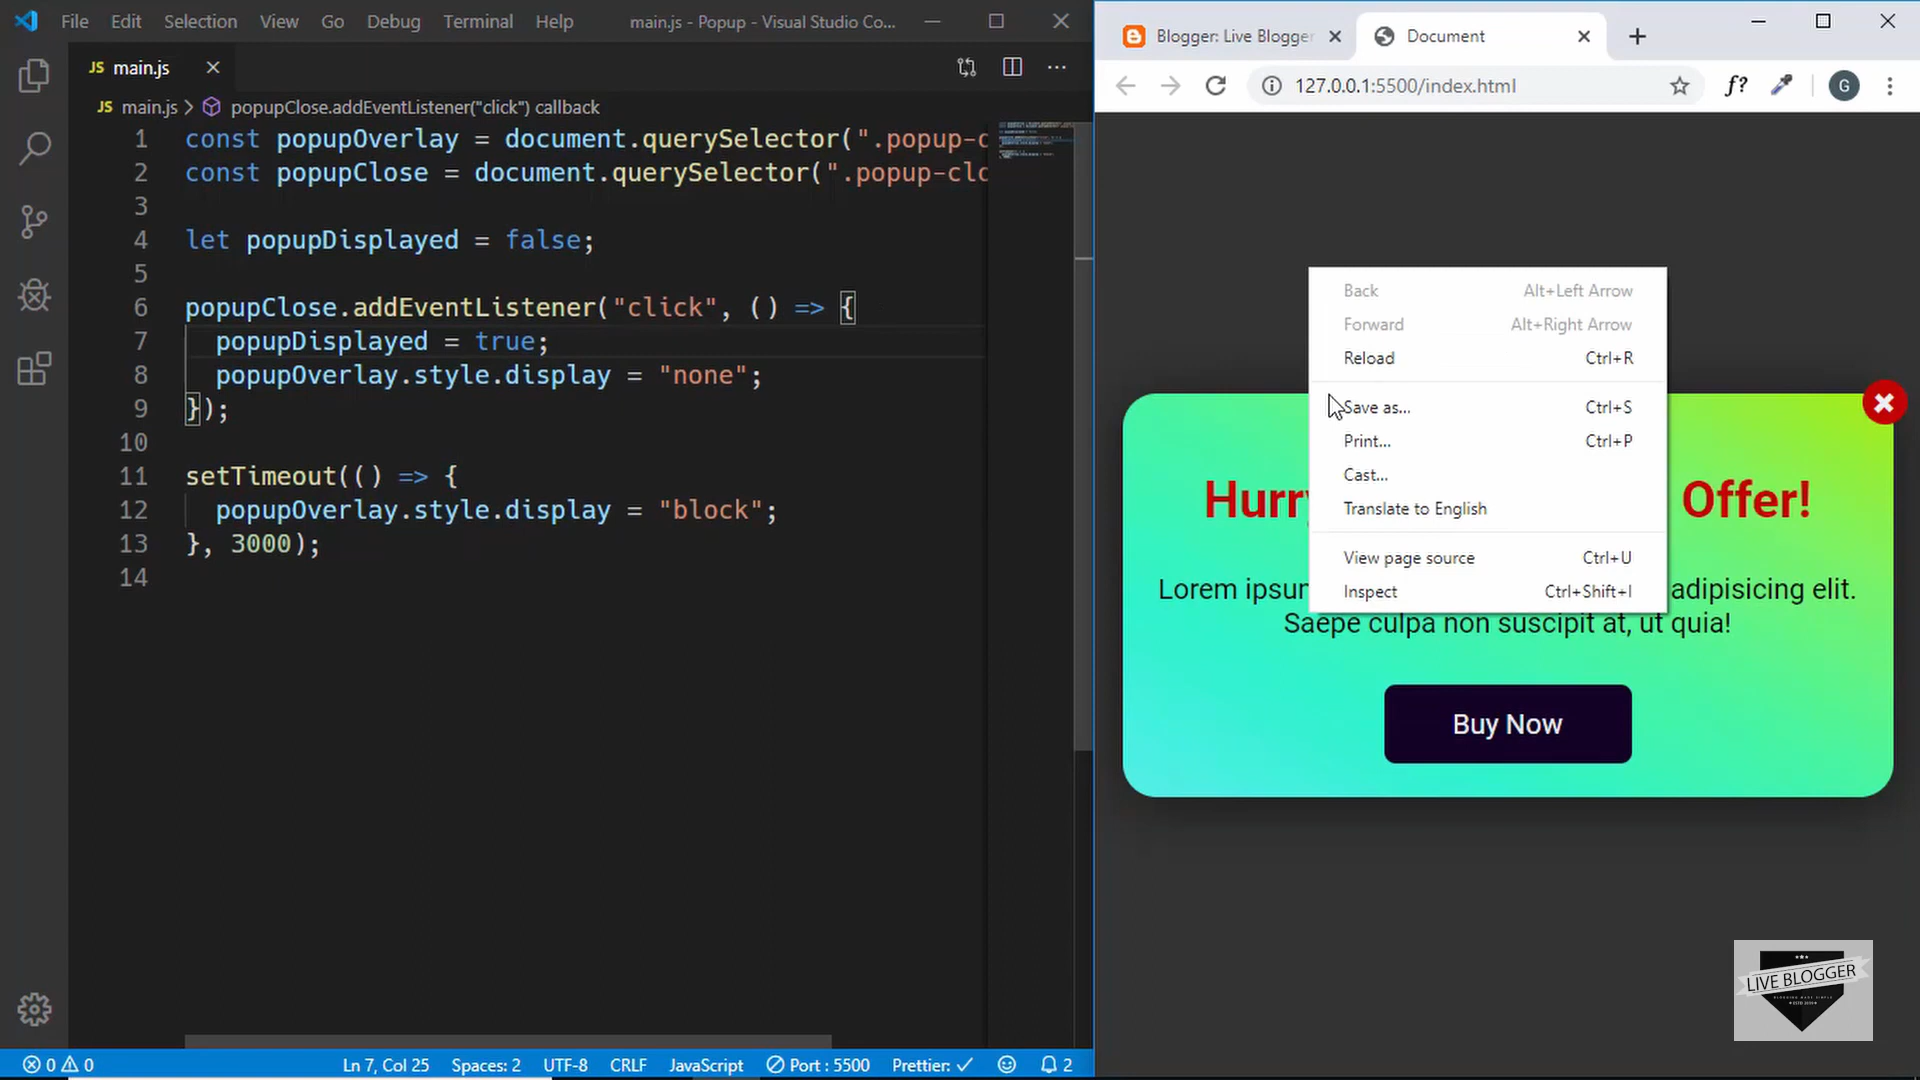 File Edit Selection View Go Debug Terminal Help main.js - Popup - Visual Studio Co...
JS main.js
JS main.js > popupClose.addEventListener("click") callback
1 const popupOverlay = document.querySelector(".popup-
2 const popupClose = document.querySelector(".popup-clo
3
4 let popupDisplayed = false;
5
6 popupClose.addEventListener("click", () => {
7 popupDisplayed = true;
8 popupOverlay.style.display = "none";
9 });
10
11 setTimeout(() => {
12 popupOverlay.style.display = "block";
13 }, 3000);
14
0 0 Ln 7, Col 25 Spaces: 2 UTF-8 CRLF JavaScript Port : 5500 Prettier: ✓ 2
Blogger: Live Blogger Document
127.0.0.1:5500/index.html f? G
Back Alt+Left Arrow
Forward Alt+Right Arrow
Reload Ctrl+R
Save as... Ctrl+S
Print... Ctrl+P
Cast...
Translate to English
View page source Ctrl+U
Inspect Ctrl+Shift+I
Hurry Offer!
Lorem ipsum adipisicing elit.
Saepe culpa non suscipit at, ut quia!
Buy Now
LIVE BLOGGER